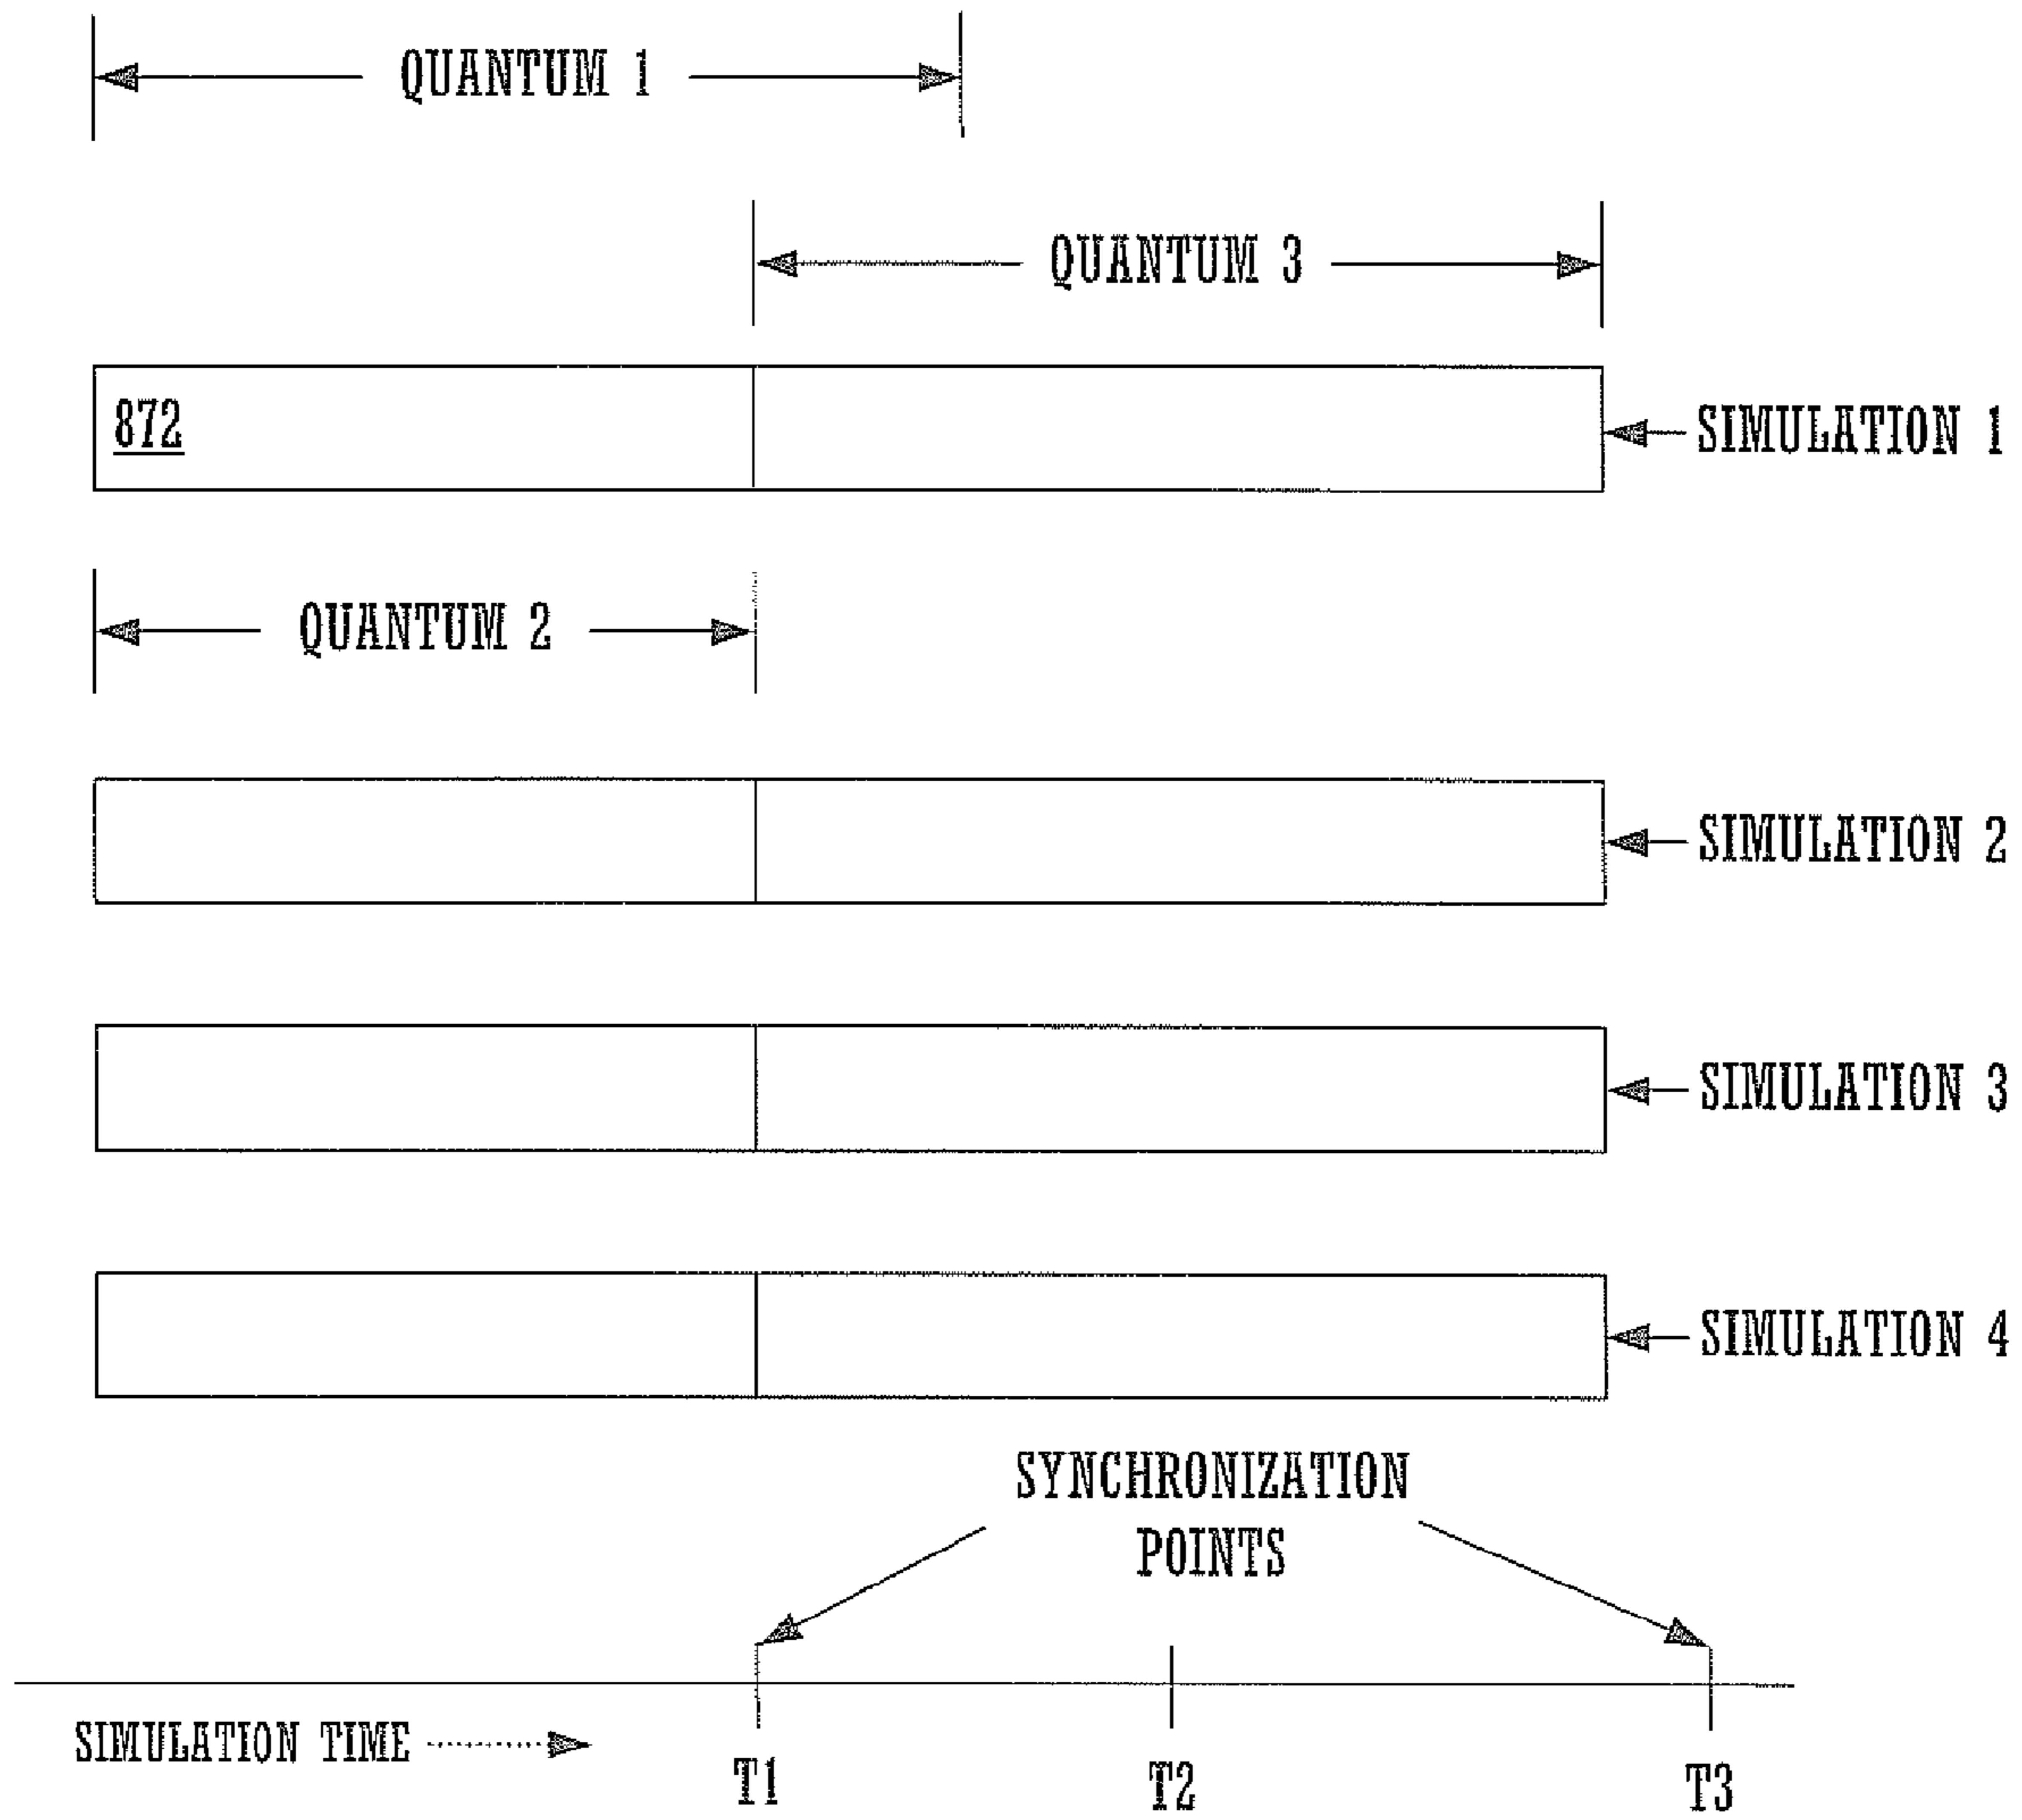 QUANTUM 1
QUANTUM 3
872
SIMULATION 1
QUANTUM 2
SIMULATION 2
SIMULATION 3
SIMULATION 4
SYNCHRONIZATION
POINTS
SIMULATION TIME
T1
T2
T3